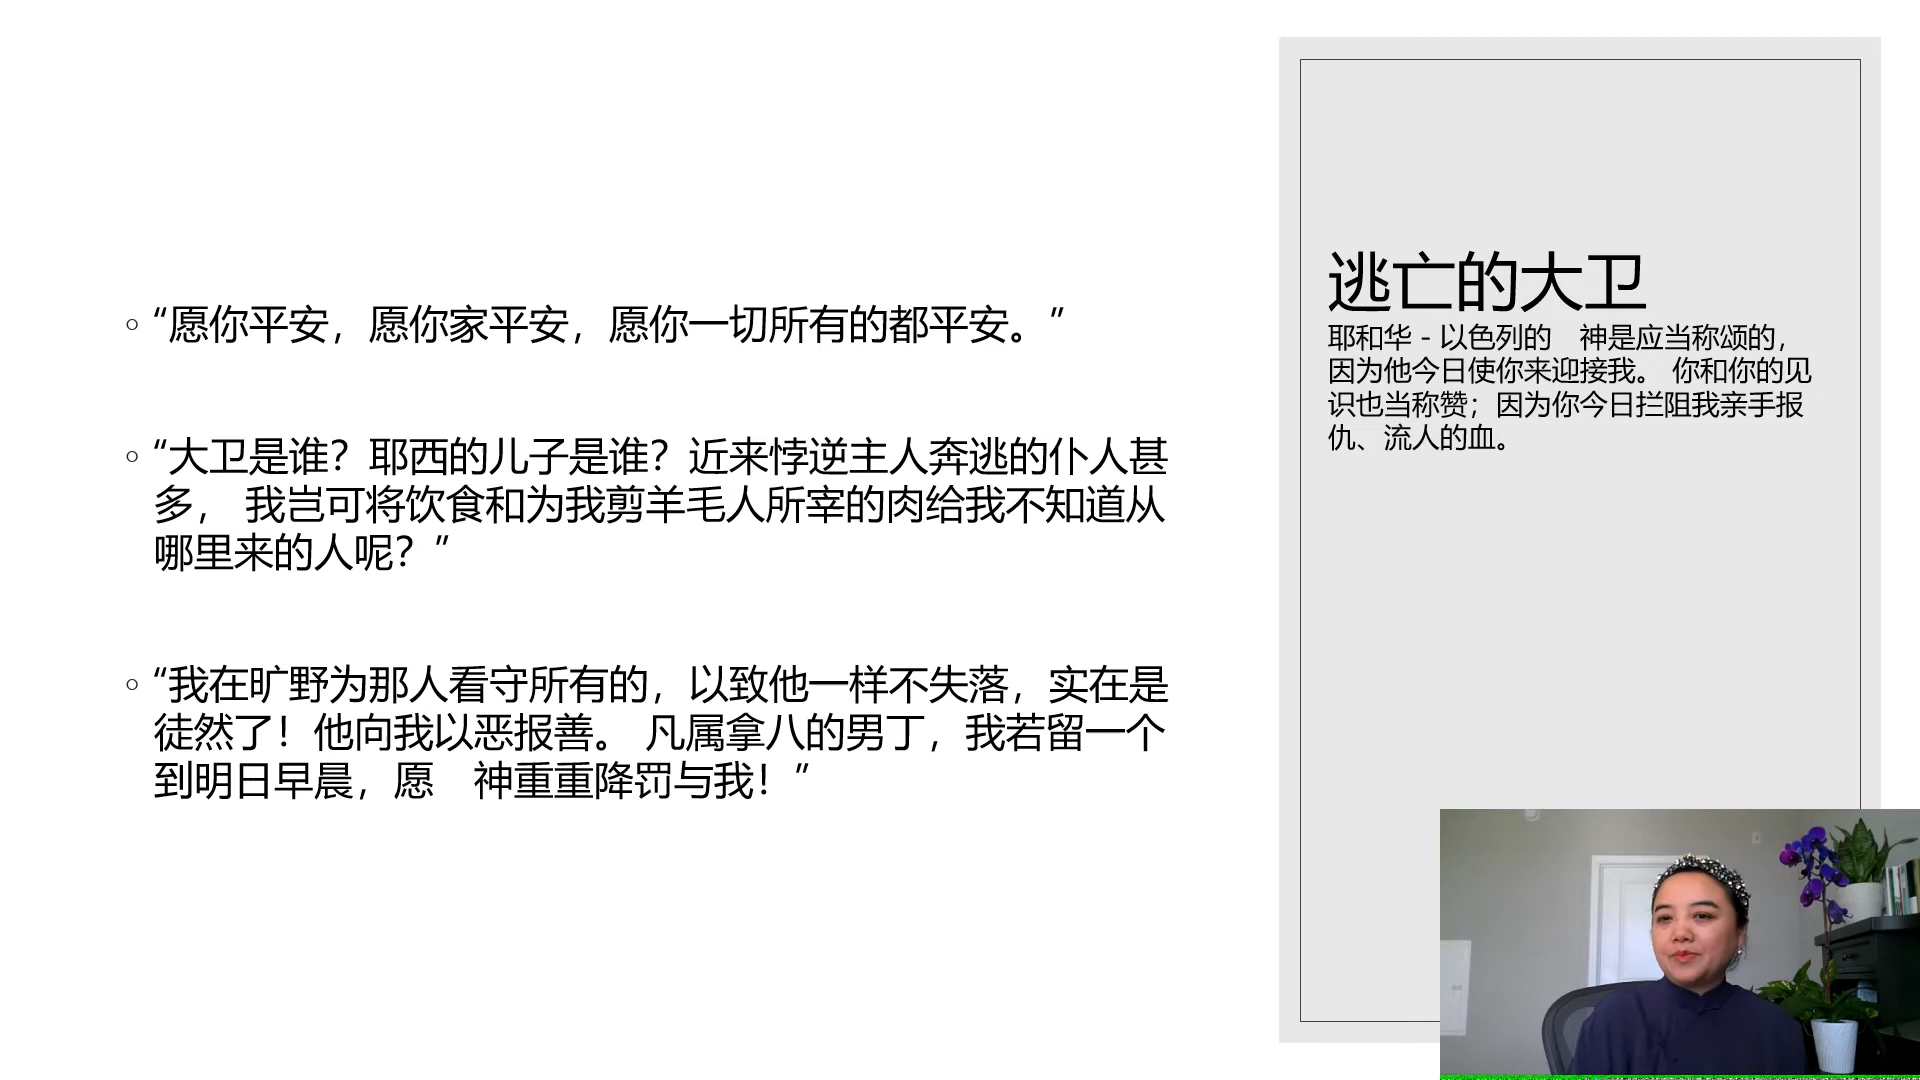 “愿你平安，愿你家平安，愿你一切所有的都平安。”
“大卫是谁？耶西的儿子是谁？近来悖逆主人奔逃的仆人甚
多， 我岂可将饮食和为我剪羊毛人所宰的肉给我不知道从
哪里来的人呢？”
“我在旷野为那人看守所有的，以致他一样不失落，实在是
徒然了！他向我以恶报善。 凡属拿八的男丁，我若留一个
到明日早晨，愿　神重重降罚与我！”
逃亡的大卫
耶和华－以色列的　神是应当称颂的，
因为他今日使你来迎接我。 你和你的见
识也当称赞；因为你今日拦阻我亲手报
仇、流人的血。